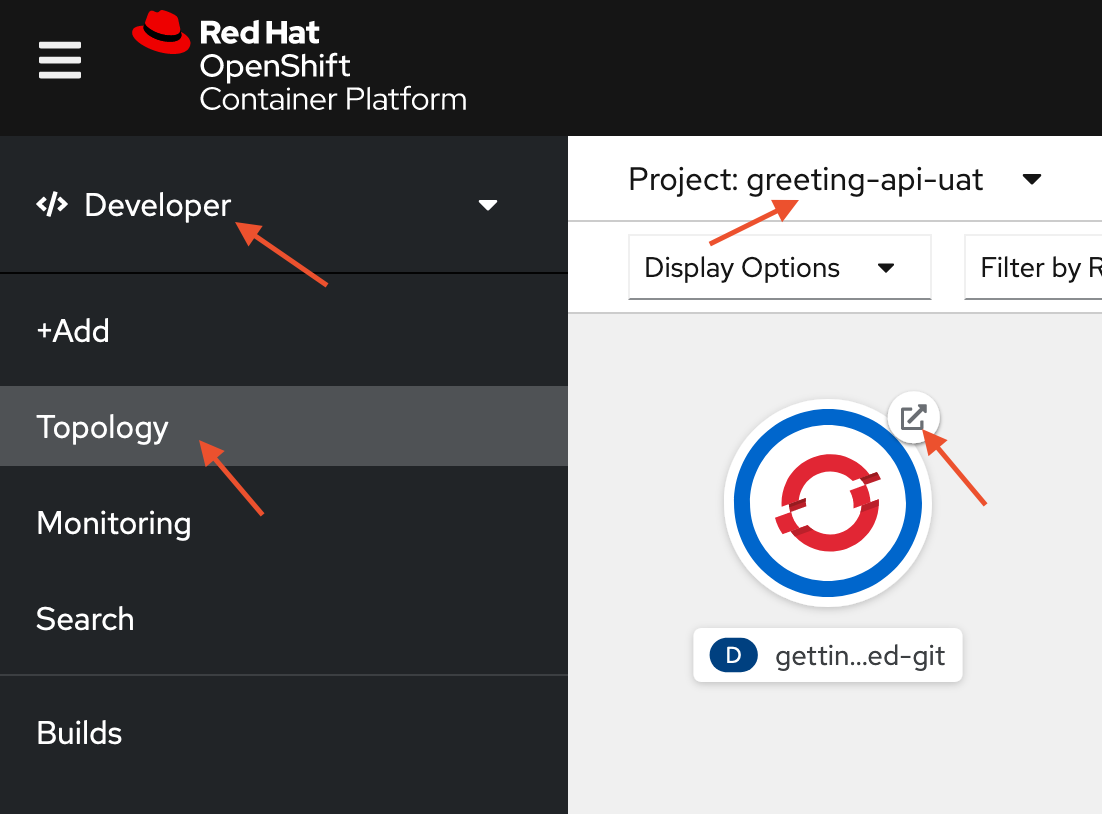 Red Hat
OpenShift
Container Platform
</> Developer
+Add
Topology
Monitoring
Search
Builds
Project: greeting-api-uat
Display Options
Filter by R
D gettin...ed-git